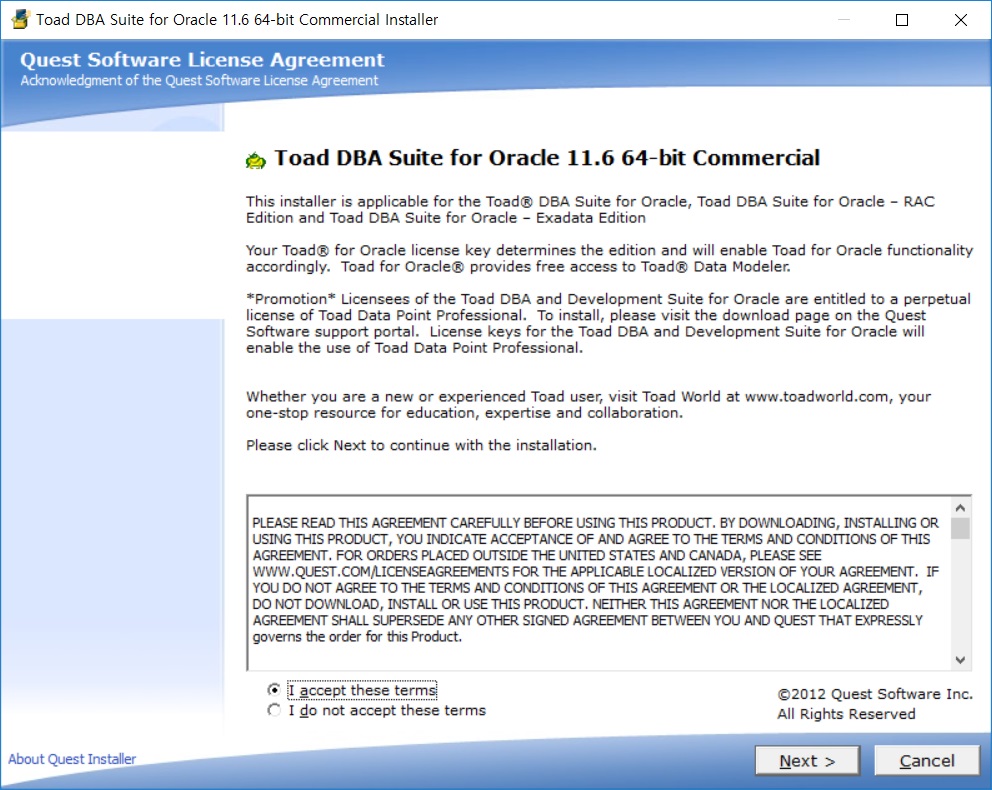 Toad DBA Suite for Oracle 11.6 64-bit Commercial Installer
Quest Software License Agreement
Acknowledgment of the Quest Software License Agreement
Toad DBA Suite for Oracle 11.6 64-bit Commercial
This installer is applicable for the Toad® DBA Suite for Oracle, Toad DBA Suite for Oracle – RAC
Edition and Toad DBA Suite for Oracle – Exadata Edition
Your Toad® for Oracle license key determines the edition and will enable Toad for Oracle functionality
accordingly.  Toad for Oracle® provides free access to Toad® Data Modeler.
*Promotion* Licensees of the Toad DBA and Development Suite for Oracle are entitled to a perpetual
license of Toad Data Point Professional.  To install, please visit the download page on the Quest
Software support portal.  License keys for the Toad DBA and Development Suite for Oracle will
enable the use of Toad Data Point Professional.
Whether you are a new or experienced Toad user, visit Toad World at www.toadworld.com, your
one-stop resource for education, expertise and collaboration.
Please click Next to continue with the installation.
PLEASE READ THIS AGREEMENT CAREFULLY BEFORE USING THIS PRODUCT. BY DOWNLOADING, INSTALLING OR
USING THIS PRODUCT, YOU INDICATE ACCEPTANCE OF AND AGREE TO THE TERMS AND CONDITIONS OF THIS
AGREEMENT. FOR ORDERS PLACED OUTSIDE THE UNITED STATES AND CANADA, PLEASE SEE
WWW.QUEST.COM/LICENSEAGREEMENTS FOR THE APPLICABLE LOCALIZED VERSION OF YOUR AGREEMENT.  IF
YOU DO NOT AGREE TO THE TERMS AND CONDITIONS OF THIS AGREEMENT OR THE LOCALIZED AGREEMENT,
DO NOT DOWNLOAD, INSTALL OR USE THIS PRODUCT. NEITHER THIS AGREEMENT NOR THE LOCALIZED
AGREEMENT SHALL SUPERSEDE ANY OTHER SIGNED AGREEMENT BETWEEN YOU AND QUEST THAT EXPRESSLY
governs the order for this Product.
I accept these terms
I do not accept these terms
©2012 Quest Software Inc.
All Rights Reserved
About Quest Installer
Next >
Cancel